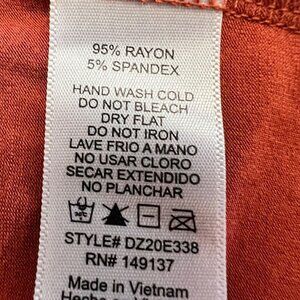 95% RAYON
5% SPANDEX
HAND WASH COLD
DO NOT BLEACH
DRY FLAT
DO NOT IRON
LAVE FRIO A MANO
NO USAR CLORO
SECAR EXTENDIDO
NO PLANCHAR
STYLE# DZ20E338
RN# 149137
Made in Vietnam
Hecho